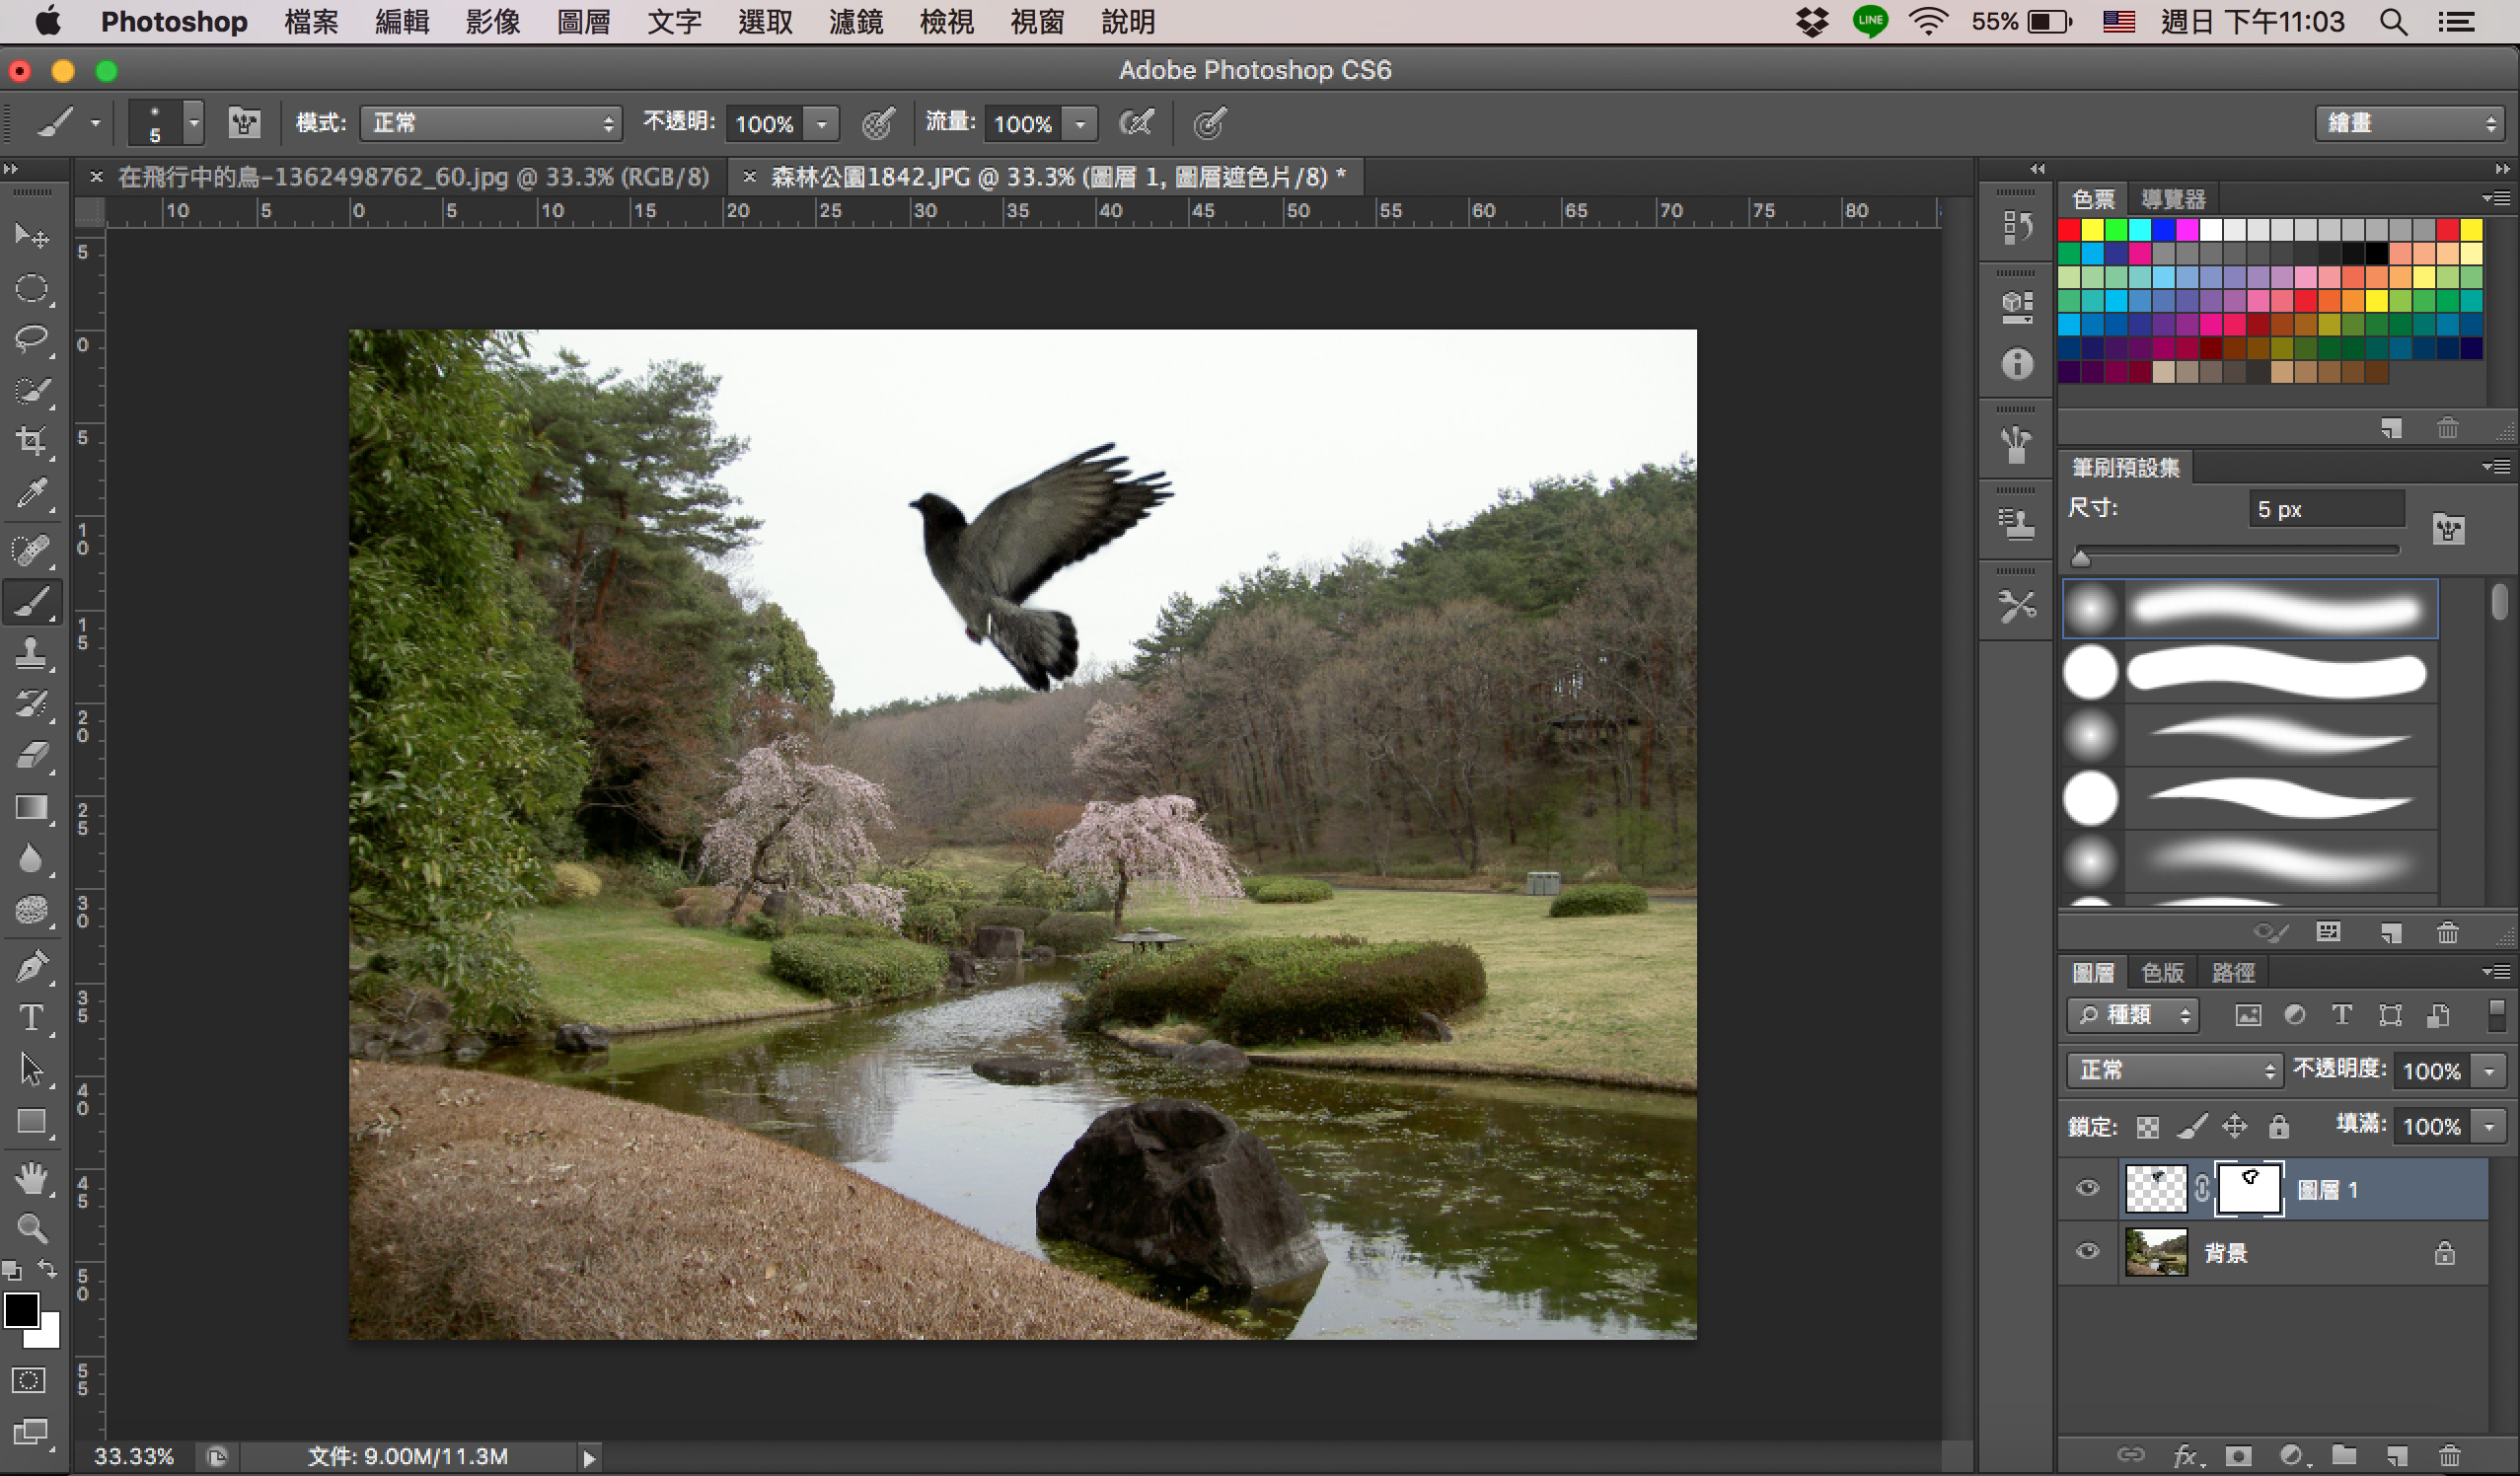 Photoshop 檔案 編輯 影像 圖層 文字 選取 濾鏡 檢視 視窗 說明 LINE 55% 週日 下午11:03
Adobe Photoshop CS6
5 模式: 正常 不透明: 100% 流量: 100% 繪畫
× 在飛行中的鳥-1362498762_60.jpg @ 33.3% (RGB/8) × 森林公園1842.JPG @ 33.3% (圖層 1, 圖層遮色片/8) *
10 5 0 5 10 15 20 25 30 35 40 45 50 55 60 65 70 75 80
5
0
5
10
15
20
25
30
35
40
45
50
55
色票 導覽器
筆刷預設集
尺寸: 5 px
圖層 色版 路徑
種類
正常 不透明度: 100%
鎖定: 填滿: 100%
圖層 1
背景
33.33% 文件: 9.00M/11.3M
fx